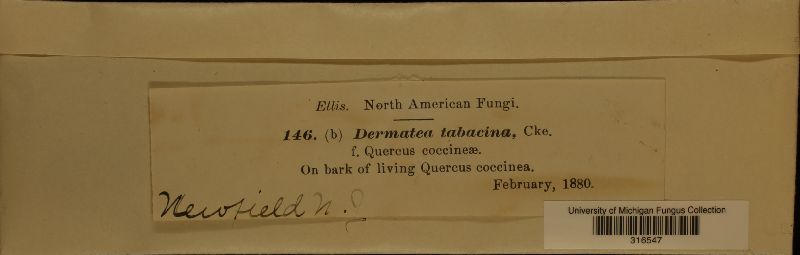 Ellis. North American Fungi.
146. (b) Dermatea tabacina, Cke.
f. Quercus coccineæ.
On bark of living Quercus coccinea.
February, 1880.
Newfield N.J
University of Michigan Fungus Collection
316547